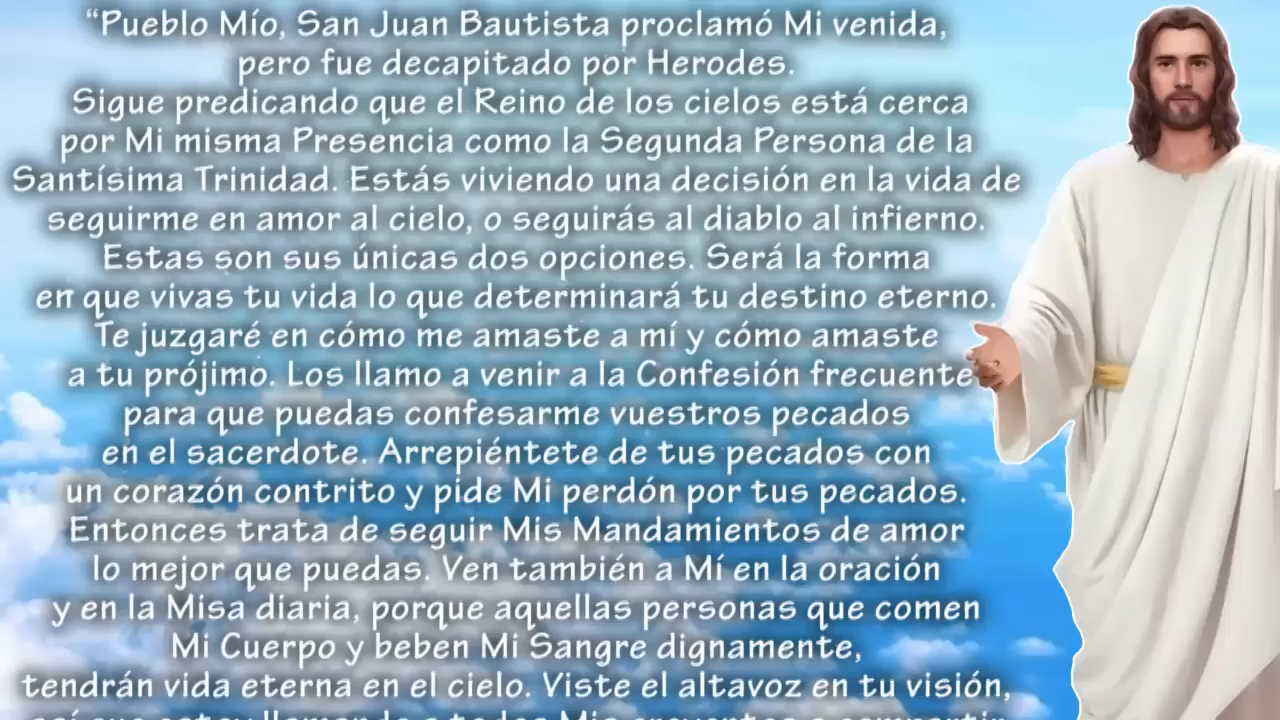 “Pueblo Mío, San Juan Bautista proclamó Mi venida,
pero fue decapitado por Herodes.
Sigue predicando que el Reino de los cielos está cerca
por Mi misma Presencia como la Segunda Persona de la
Santísima Trinidad. Estás viviendo una decisión en la vida de
seguirme en amor al cielo, o seguirás al diablo al infierno.
Estas son sus únicas dos opciones. Será la forma
en que vivas tu vida lo que determinará tu destino eterno.
Te juzgaré en cómo me amaste a mí y cómo amaste
a tu prójimo. Los llamo a venir a la Confesión frecuente
para que puedas confesarme vuestros pecados
en el sacerdote. Arrepiéntete de tus pecados con
un corazón contrito y pide Mi perdón por tus pecados.
Entonces trata de seguir Mis Mandamientos de amor
lo mejor que puedas. Ven también a Mí en la oración
y en la Misa diaria, porque aquellas personas que comen
Mi Cuerpo y beben Mi Sangre dignamente,
tendrán vida eterna en el cielo. Viste el altavoz en tu visión,
así que estoy llamando a todos Mis creyentes a compartir